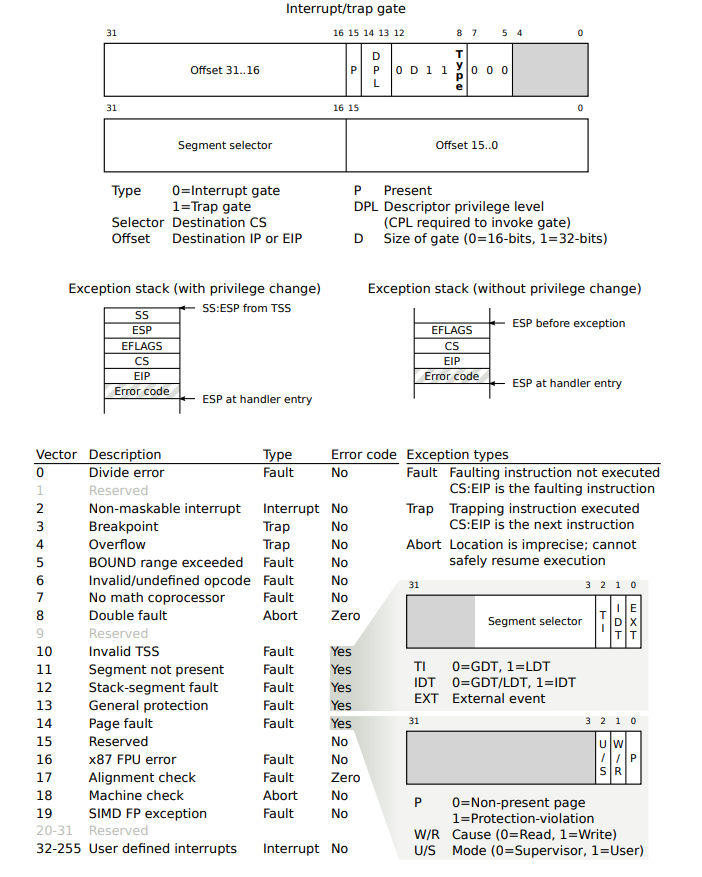 Interrupt/trap gate
31 16 15 14 13 12 8 7 5 4 0
Offset 31..16 P DPL 0 D 1 1 Type 0 0 0
31 16 15 0
Segment selector Offset 15..0
Type 0=Interrupt gate
1=Trap gate
Selector Destination CS
Offset Destination IP or EIP
P Present
DPL Descriptor privilege level
(CPL required to invoke gate)
D Size of gate (0=16-bits, 1=32-bits)
Exception stack (with privilege change)
SS:ESP from TSS
SS
ESP
EFLAGS
CS
EIP
Error code
ESP at handler entry
Exception stack (without privilege change)
ESP before exception
EFLAGS
CS
EIP
Error code
ESP at handler entry
Vector Description Type Error code
0 Divide error Fault No
1 Reserved
2 Non-maskable interrupt Interrupt No
3 Breakpoint Trap No
4 Overflow Trap No
5 BOUND range exceeded Fault No
6 Invalid/undefined opcode Fault No
7 No math coprocessor Fault No
8 Double fault Abort Zero
9 Reserved
10 Invalid TSS Fault Yes
11 Segment not present Fault Yes
12 Stack-segment fault Fault Yes
13 General protection Fault Yes
14 Page fault Fault Yes
15 Reserved No
16 x87 FPU error Fault No
17 Alignment check Fault Zero
18 Machine check Abort No
19 SIMD FP exception Fault No
20-31 Reserved
32-255 User defined interrupts Interrupt No
Exception types
Fault Faulting instruction not executed
CS:EIP is the faulting instruction
Trap Trapping instruction executed
CS:EIP is the next instruction
Abort Location is imprecise; cannot
safely resume execution
31 3 2 1 0
Segment selector TI IDT EXT
TI 0=GDT, 1=LDT
IDT 0=GDT/LDT, 1=IDT
EXT External event
31 3 2 1 0
U/S W/R P
P 0=Non-present page
1=Protection-violation
W/R Cause (0=Read, 1=Write)
U/S Mode (0=Supervisor, 1=User)